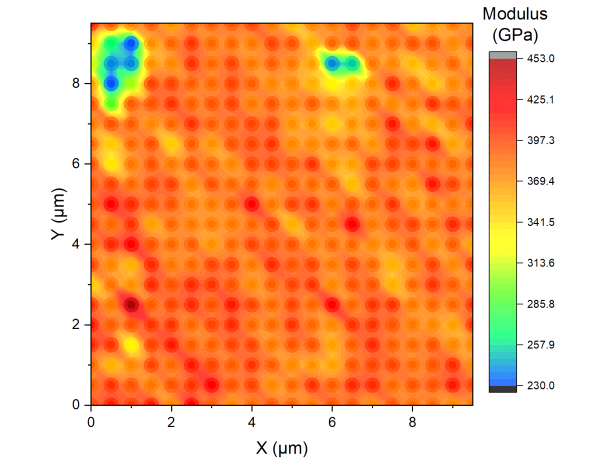 Modulus
(GPa)
453.0
425.1
397.3
369.4
341.5
313.6
285.8
257.9
230.0
8
6
4
2
0
Y (μm)
0 2 4 6 8
X (μm)